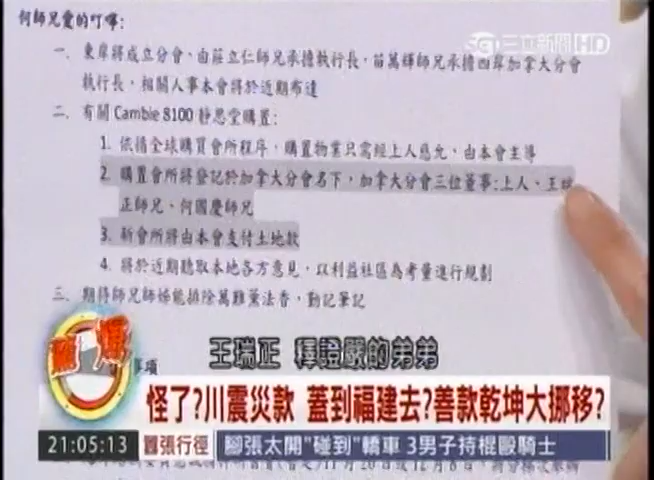 何師兄愛的叮嚀:
SET 三立新聞HD
一、東岸將成立分會，由莊立仁師兄承擔執行長，苗萬輝師兄承擔西岸加拿大分會
執行長，相關人事本會將於近期布達
二、有關 Cambie 8100 靜思堂購置:
1. 依循全球購買會所程序，購置物業只需經上人慈允，由本會主導
2. 購置會所將登記於加拿大分會名下，加拿大分會三位董事:上人、王瑞
正師兄、何國慶師兄
3. 新會所將由本會支付土地款
4. 將於近期聽取本地各方意見，以利益社區為考量進行規劃
三、期待師兄師姊能排除萬難薰法香，勤記筆記
事項
王瑞正 釋證嚴的弟弟
怪了?川震災款 蓋到福建去?善款乾坤大挪移?
21:05:13 囂張行徑 腳張太開"碰到"轎車 3男子持棍毆騎士